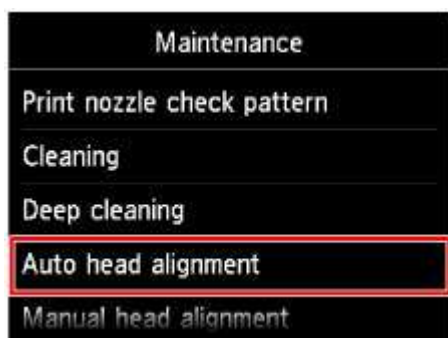 Maintenance
Print nozzle check pattern
Cleaning
Deep cleaning
Auto head alignment
Manual head alignment